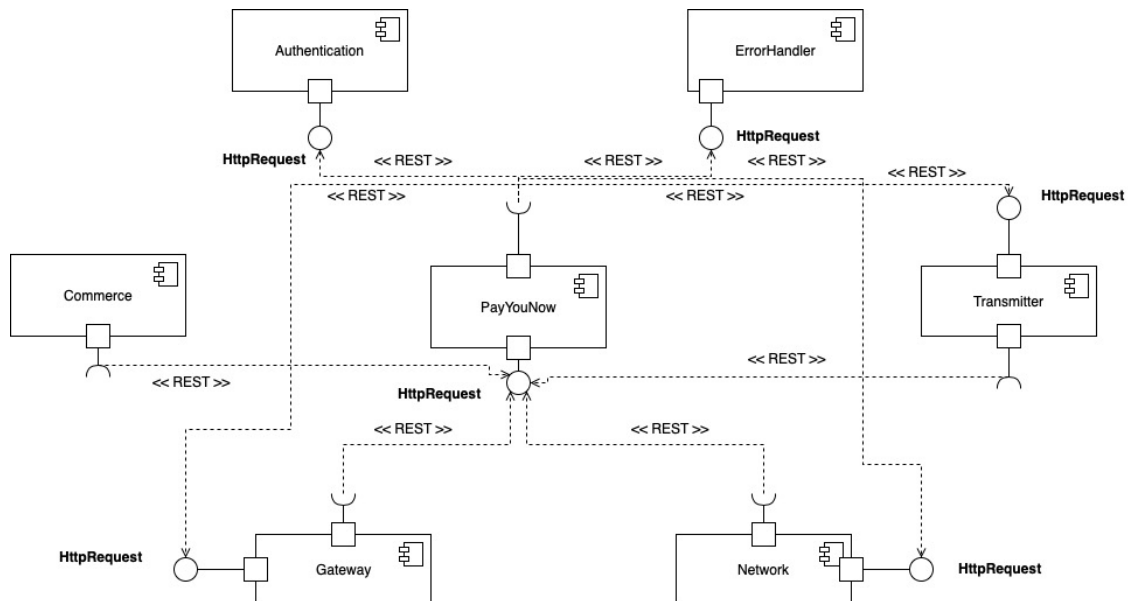 Authentication
ErrorHandler
HttpRequest
HttpRequest
<< REST >>
<< REST >>
<< REST >>
<< REST >>
<< REST >>
<< REST >>
HttpRequest
Commerce
PayYouNow
Transmitter
<< REST >>
<< REST >>
HttpRequest
<< REST >>
<< REST >>
HttpRequest
Gateway
Network
HttpRequest